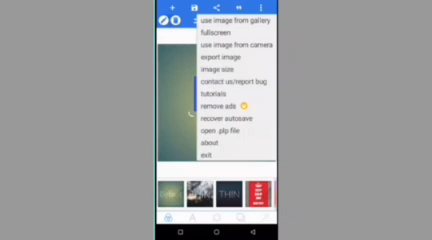 use image from gallery
fullscreen
use image from camera
export image
image size
contact us/report bug
tutorials
remove ads
recover autosave
open .plp file
about
exit
THIN
A